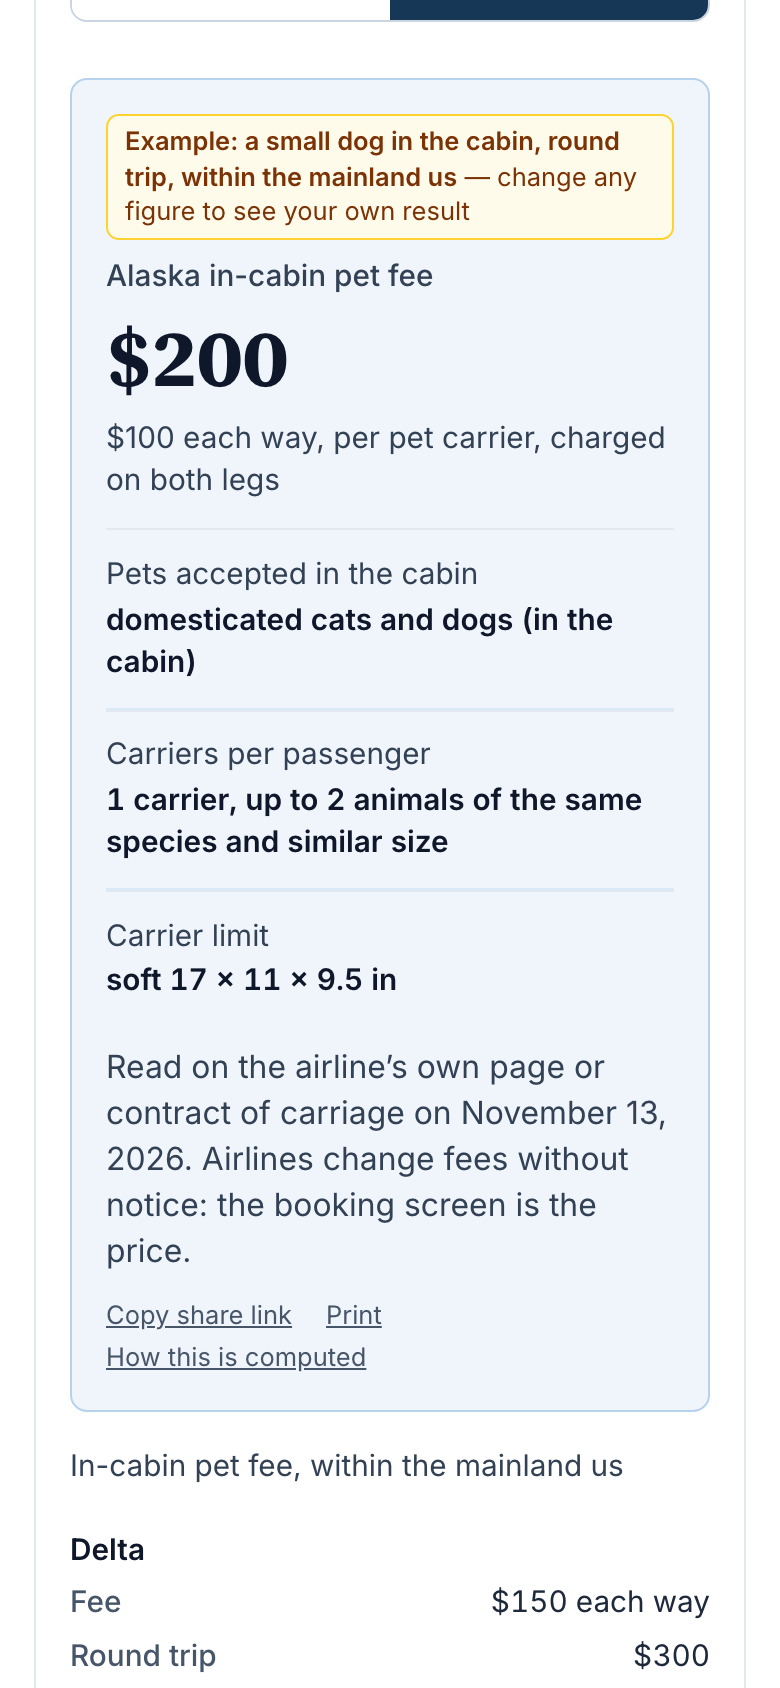 Example: a small dog in the cabin, round
trip, within the mainland us — change any
figure to see your own result
Alaska in-cabin pet fee
$200
$100 each way, per pet carrier, charged
on both legs
Pets accepted in the cabin
domesticated cats and dogs (in the
cabin)
Carriers per passenger
1 carrier, up to 2 animals of the same
species and similar size
Carrier limit
soft 17 × 11 × 9.5 in
Read on the airline’s own page or
contract of carriage on November 13,
2026. Airlines change fees without
notice: the booking screen is the
price.
Copy share link Print
How this is computed
In-cabin pet fee, within the mainland us
Delta
Fee $150 each way
Round trip $300